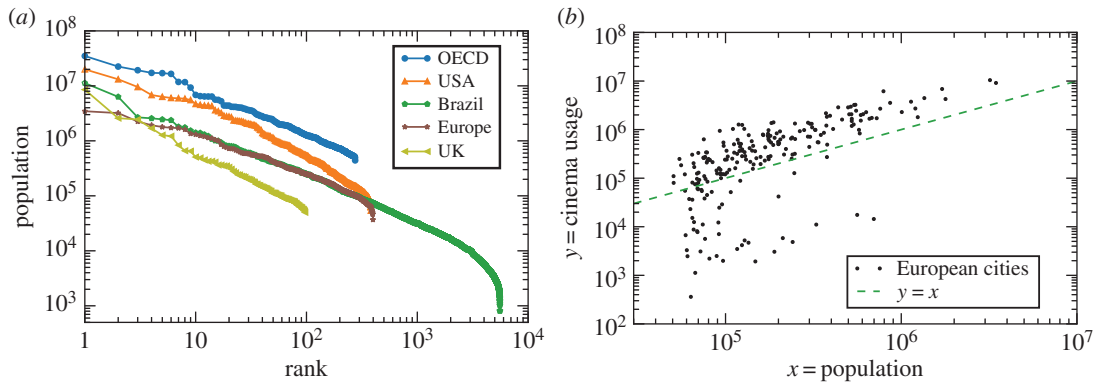 (a)
10^8
10^7
10^6
10^5
10^4
10^3
population
1
10
10^2
10^3
10^4
rank
OECD
USA
Brazil
Europe
UK
(b)
10^8
10^7
10^6
10^5
10^4
10^3
10^2
y = cinema usage
10^5
10^6
10^7
x = population
European cities
y = x